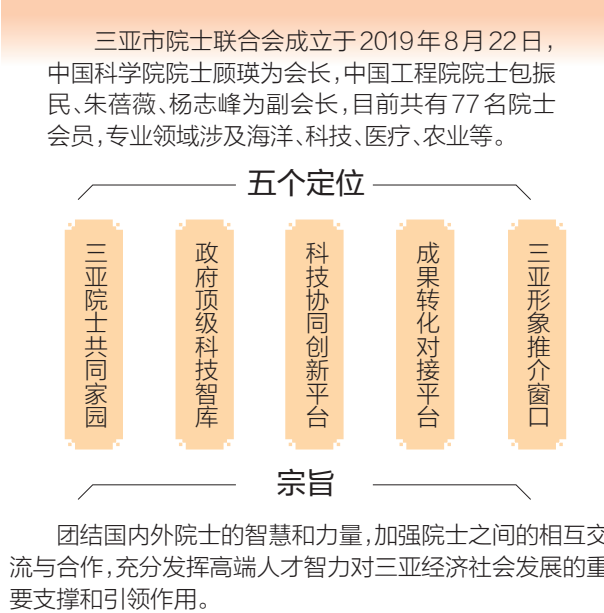 三亚市院士联合会成立于2019年8月22日，
中国科学院院士顾瑛为会长，中国工程院院士包振
民、朱蓓薇、杨志峰为副会长，目前共有77名院士
会员，专业领域涉及海洋、科技、医疗、农业等。
五个定位
三亚院士共同家园
政府顶级科技智库
科技协同创新平台
成果转化对接平台
三亚形象推介窗口
宗旨
团结国内外院士的智慧和力量，加强院士之间的相互交
流与合作，充分发挥高端人才智力对三亚经济社会发展的重
要支撑和引领作用。